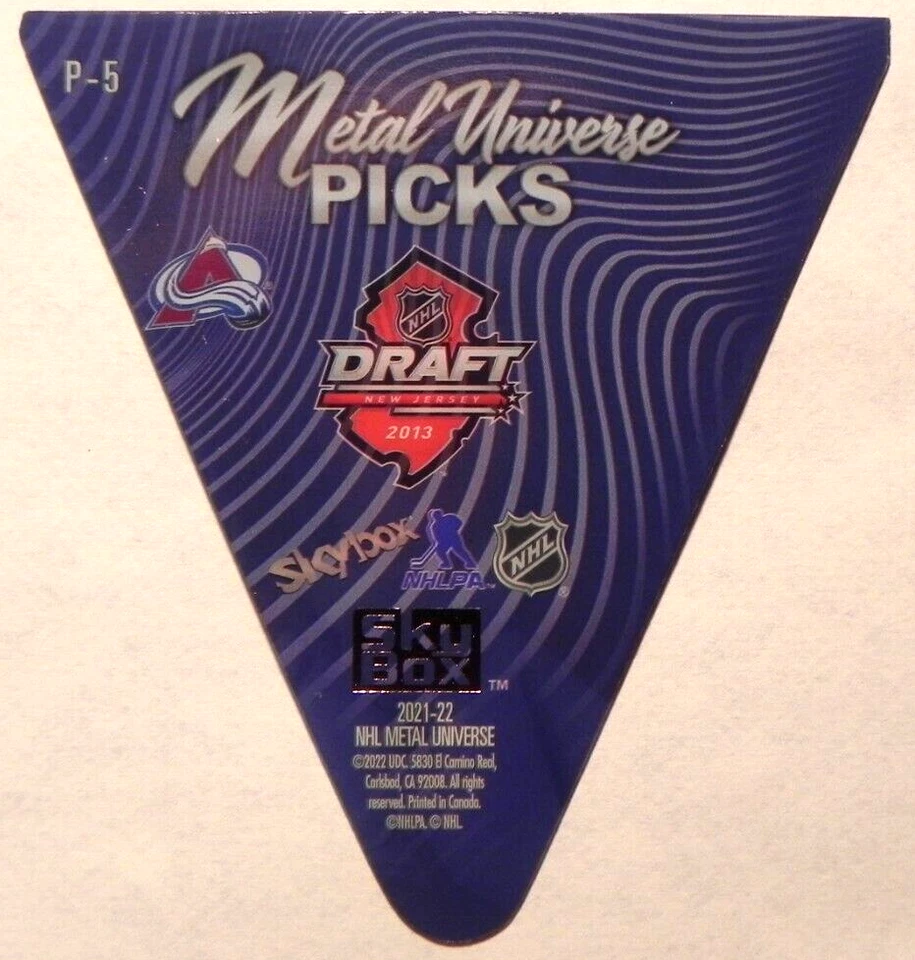 P-5
Metal Universe
PICKS
A
NHL
DRAFT
NEW JERSEY
2013
Skybox
NHLPA
NHL
SKY
BOX
TM
2021-22
NHL METAL UNIVERSE
©2022 UDC. 5830 El Camino Real,
Carlsbad, CA 92008. All rights
reserved. Printed in Canada.
©NHLPA. © NHL.